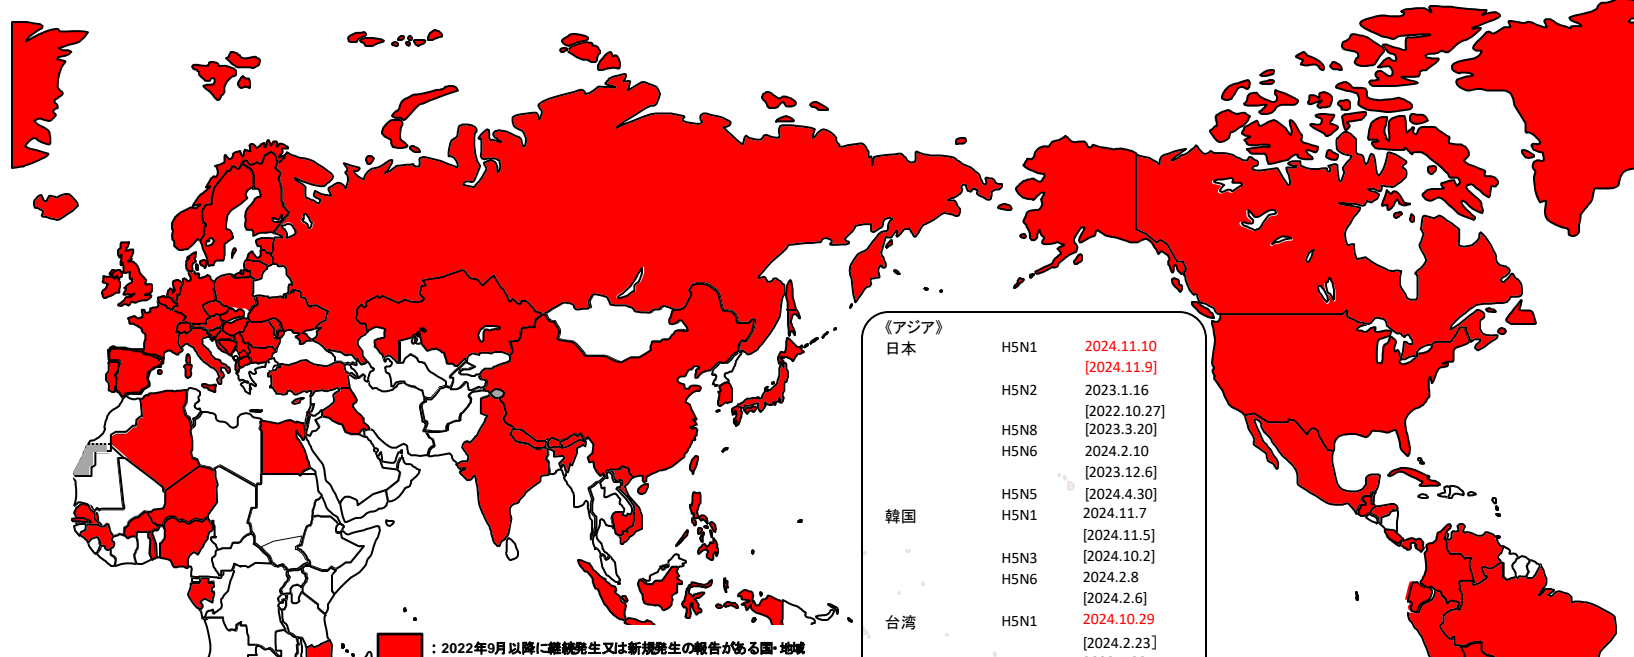 《アジア》
日本 H5N1 2024.11.10
[2024.11.9]
H5N2 2023.1.16
[2022.10.27]
H5N8 [2023.3.20]
H5N6 2024.2.10
[2023.12.6]
H5N5 [2024.4.30]
韓国 H5N1 2024.11.7
[2024.11.5]
H5N3 [2024.10.2]
H5N6 2024.2.8
[2024.2.6]
台湾 H5N1 2024.10.29
[2024.2.23]
：2022年9月以降に継続発生又は新規発生の報告がある国・地域